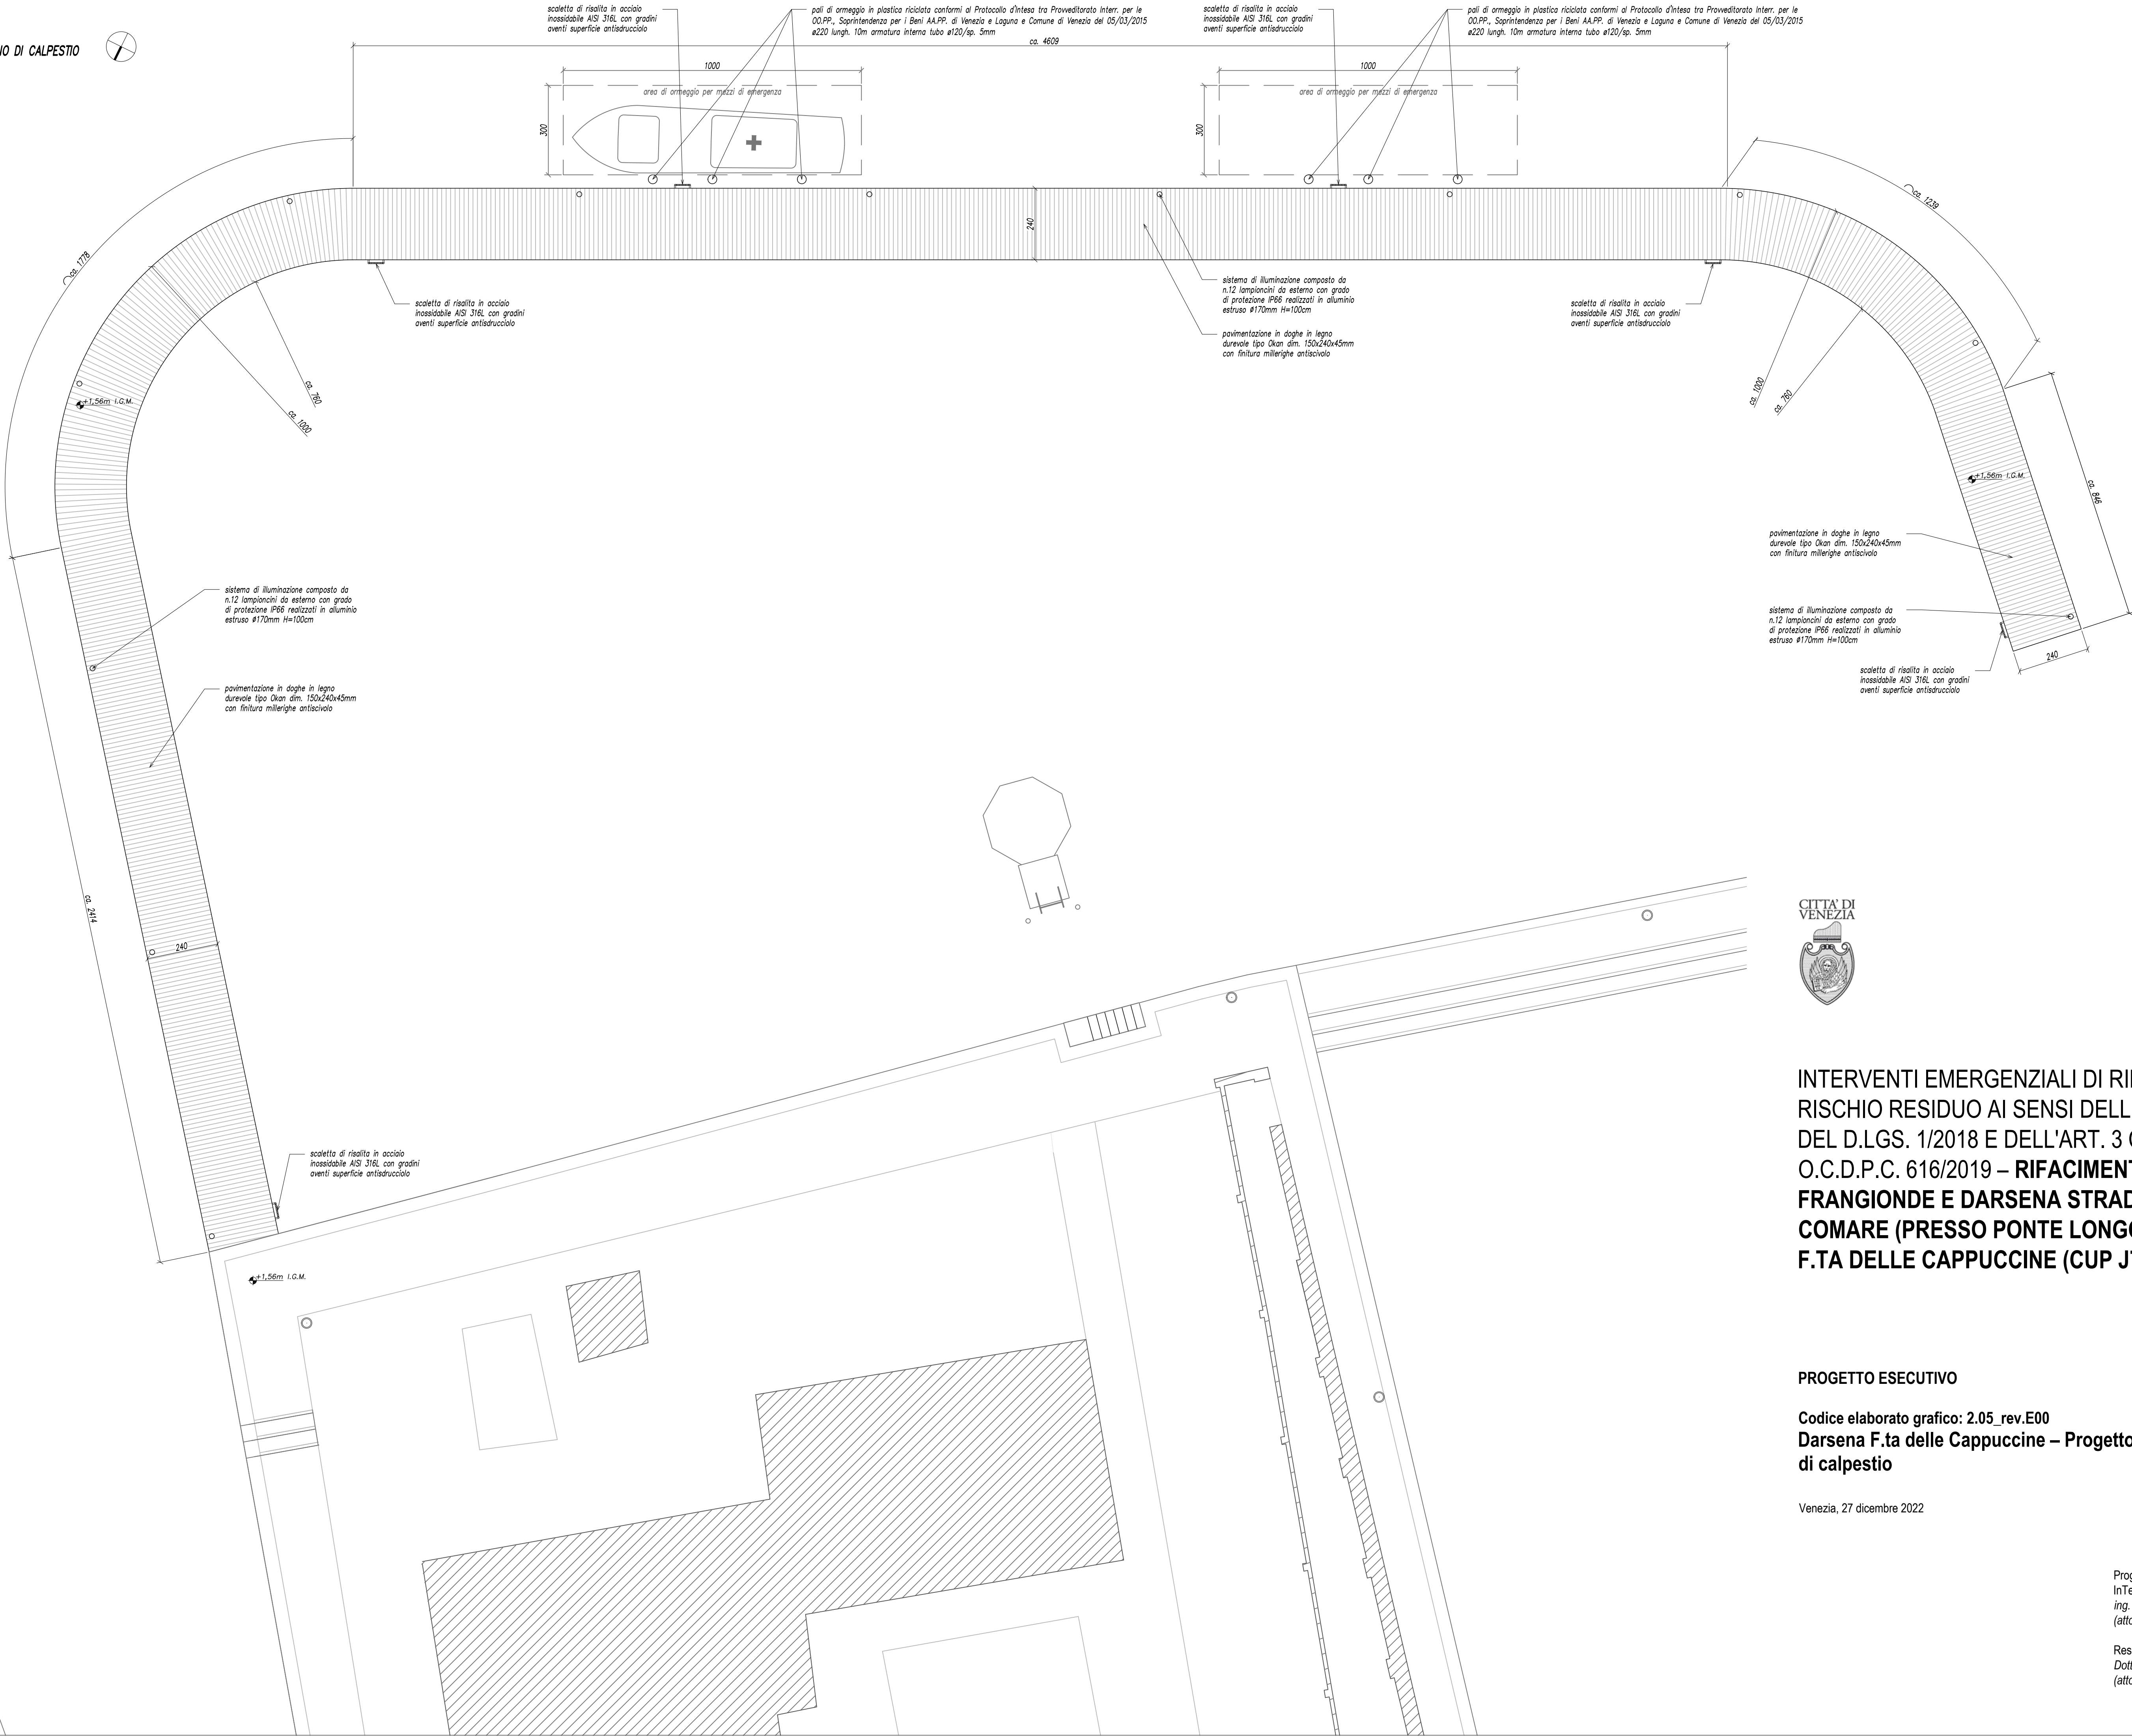 scaletta di risalita in acciaio
inossidabile AISI 316L con gradini
aventi superficie antisdrucciolo
pali di ormeggio in plastica riciclata conformi al Protocollo d'Intesa tra Provveditorato Interr. per le
OO.PP., Soprintendenza per i Beni AA.PP. di Venezia e Laguna e Comune di Venezia del 05/03/2015
ø220 lungh. 10m armatura interna tubo ø120/sp. 5mm
scaletta di risalita in acciaio
inossidabile AISI 316L con gradini
aventi superficie antisdrucciolo
pali di ormeggio in plastica riciclata conformi al Protocollo d'Intesa tra Provveditorato Interr. per le
OO.PP., Soprintendenza per i Beni AA.PP. di Venezia e Laguna e Comune di Venezia del 05/03/2015
ø220 lungh. 10m armatura interna tubo ø120/sp. 5mm
DI CALPESTIO
ca. 4609
1000
1000
area di ormeggio per mezzi di emergenza
area di ormeggio per mezzi di emergenza
300
300
ca. 1239
240
ca. 1778
sistema di illuminazione composto da
n.12 lampioncini da esterno con grado
di protezione IP66 realizzati in alluminio
estruso Ø170mm H=100cm
scaletta di risalita in acciaio
inossidabile AISI 316L con gradini
aventi superficie antisdrucciolo
scaletta di risalita in acciaio
inossidabile AISI 316L con gradini
aventi superficie antisdrucciolo
pavimentazione in doghe in legno
durevole tipo Okan dim. 150x240x45mm
con finitura millerighe antiscivolo
ca. 760
ca. 1000
ca. 1000
ca. 760
+1,56m I.G.M.
+1,56m I.G.M.
ca. 846
pavimentazione in doghe in legno
durevole tipo Okan dim. 150x240x45mm
con finitura millerighe antiscivolo
sistema di illuminazione composto da
n.12 lampioncini da esterno con grado
di protezione IP66 realizzati in alluminio
estruso Ø170mm H=100cm
sistema di illuminazione composto da
n.12 lampioncini da esterno con grado
di protezione IP66 realizzati in alluminio
estruso Ø170mm H=100cm
240
scaletta di risalita in acciaio
inossidabile AISI 316L con gradini
aventi superficie antisdrucciolo
pavimentazione in doghe in legno
durevole tipo Okan dim. 150x240x45mm
con finitura millerighe antiscivolo
ca. 2414
240
scaletta di risalita in acciaio
inossidabile AISI 316L con gradini
aventi superficie antisdrucciolo
+1,56m I.G.M.
CITTA' DI
VENEZIA
INTERVENTI EMERGENZIALI DI
RISCHIO RESIDUO AI SENSI
DEL D.LGS. 1/2018 E DELL'ART. 3
O.C.D.P.C. 616/2019 –
FRANGIONDE E DARSENA
COMARE (PRESSO PONTE
F.TA DELLE CAPPUCCINE (CUP
PROGETTO ESECUTIVO
Codice elaborato grafico: 2.05_rev.E00
Darsena F.ta delle Cappuccine – Progetto
di calpestio
Venezia, 27 dicembre 2022
ing.